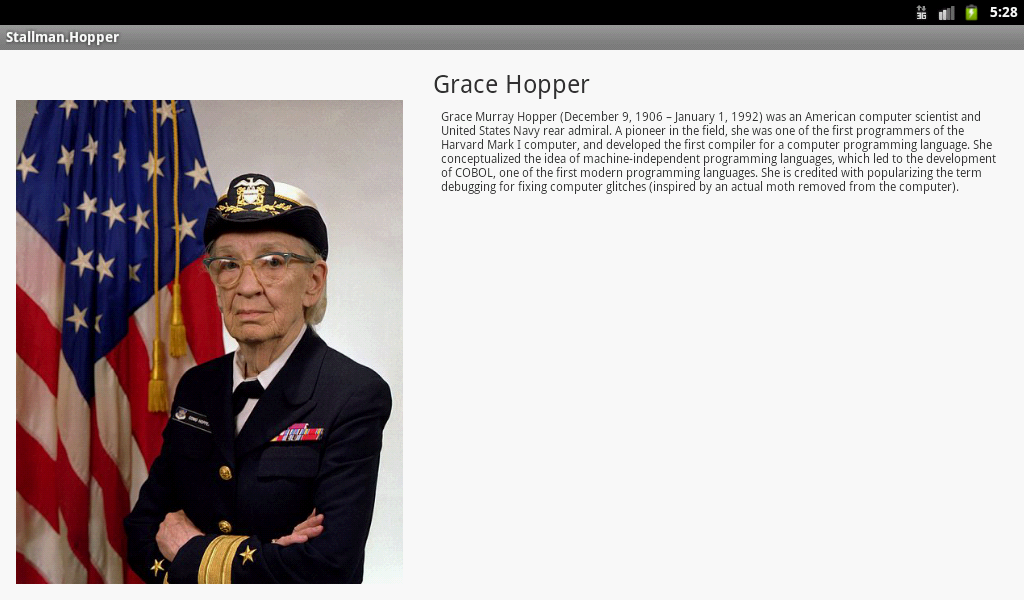 3G
5:28
Stallman.Hopper
Grace Hopper
Grace Murray Hopper (December 9, 1906 – January 1, 1992) was an American computer scientist and
United States Navy rear admiral. A pioneer in the field, she was one of the first programmers of the
Harvard Mark I computer, and developed the first compiler for a computer programming language. She
conceptualized the idea of machine-independent programming languages, which led to the development
of COBOL, one of the first modern programming languages. She is credited with popularizing the term
debugging for fixing computer glitches (inspired by an actual moth removed from the computer).